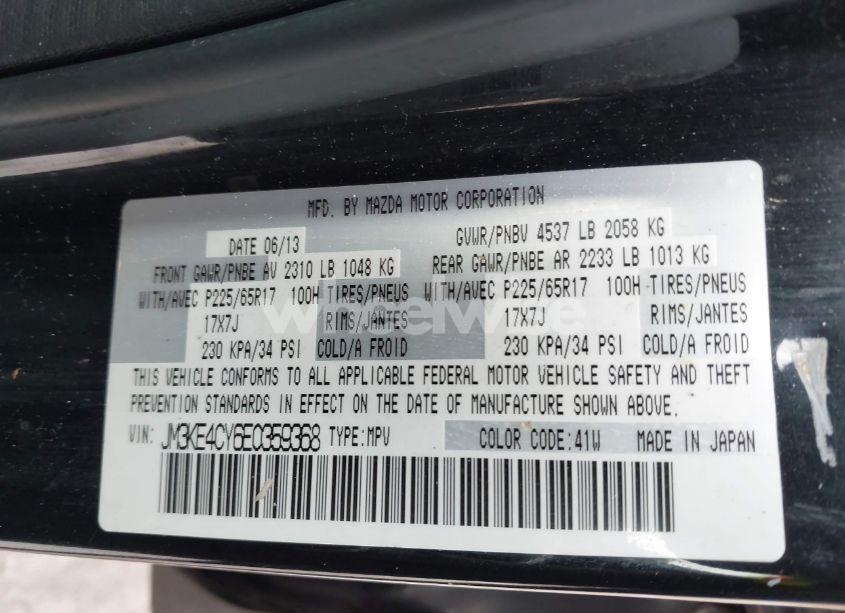 MFD. BY MAZDA MOTOR CORPORATION
DATE 06/13 GVWR/PNBV 4537 LB 2058 KG
FRONT GAWR/PNBE AV 2310 LB 1048 KG REAR GAWR/PNBE AR 2233 LB 1013 KG
WITH/AVEC P225/65R17 100H TIRES/PNEUS WITH/AVEC P225/65R17 100H TIRES/PNEUS
17X7J RIMS/JANTES 17X7J RIMS/JANTES
230 KPA/34 PSI COLD/A FROID 230 KPA/34 PSI COLD/A FROID
THIS VEHICLE CONFORMS TO ALL APPLICABLE FEDERAL MOTOR VEHICLE SAFETY AND THEFT
PREVENTION STANDARDS IN EFFECT ON THE DATE OF MANUFACTURE SHOWN ABOVE.
VIN: JM3KE4CY6E0359368 TYPE:MPV COLOR CODE:41W MADE IN JAPAN